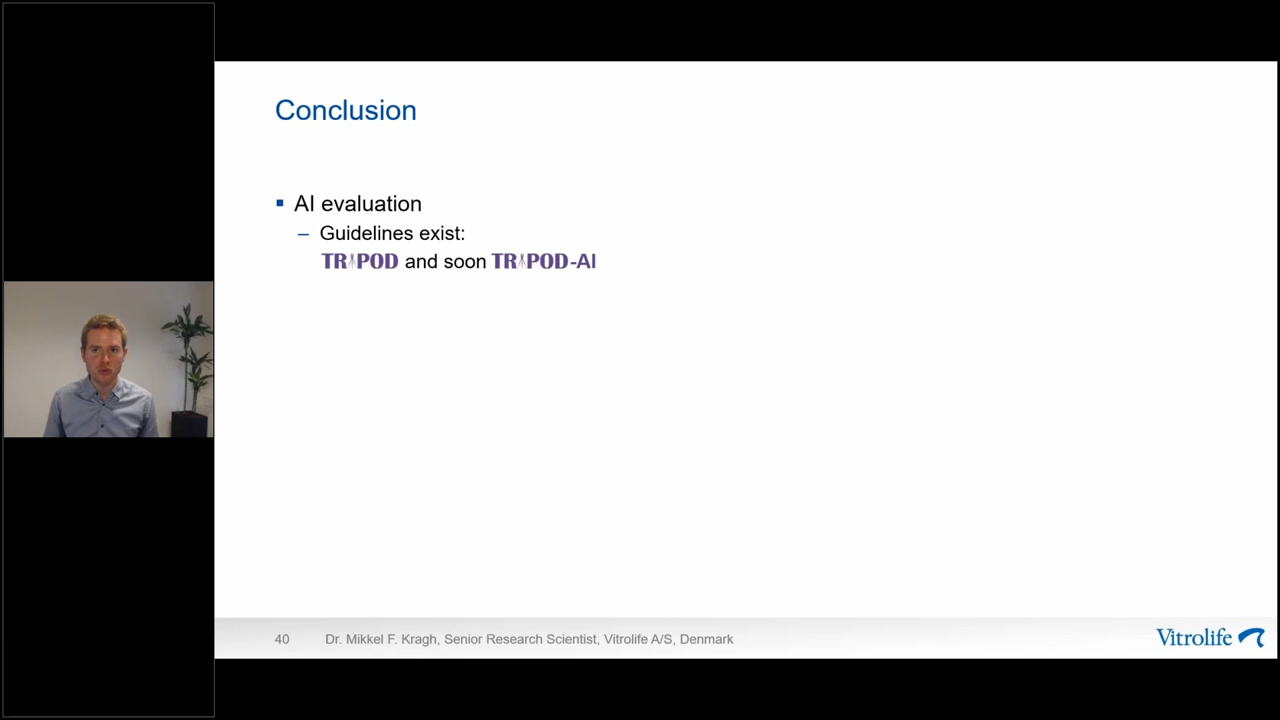 Conclusion
AI evaluation
– Guidelines exist:
TRIPOD and soon TRIPOD-AI
40 Dr. Mikkel F. Kragh, Senior Research Scientist, Vitrolife A/S, Denmark
Vitrolife